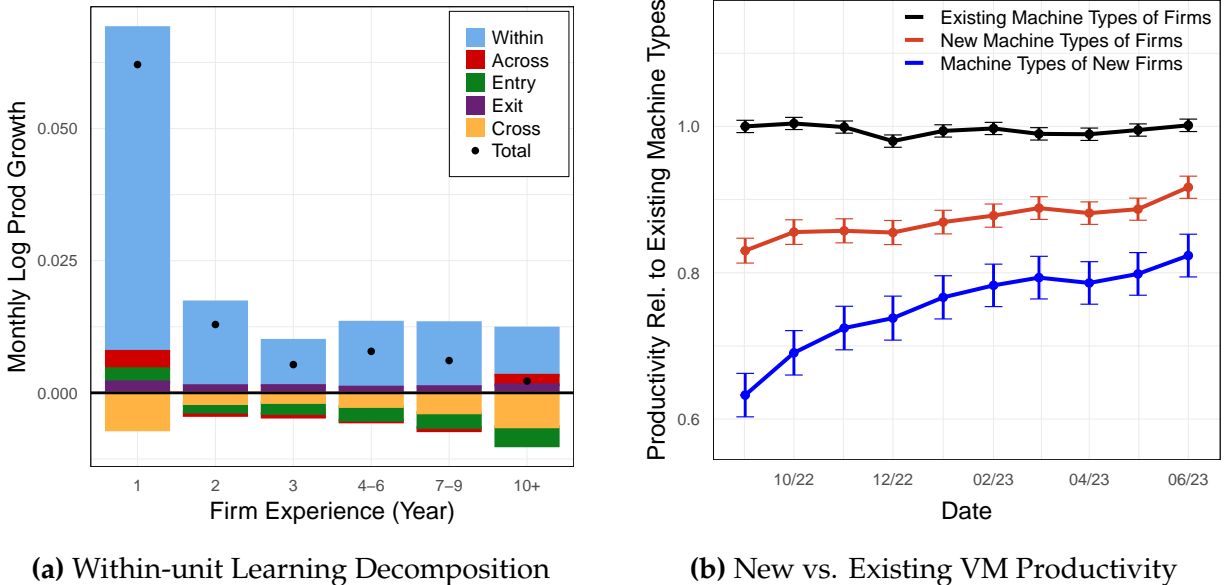 Monthly Log Prod Growth
0.050
0.025
0.000
Within
Across
Entry
Exit
Cross
Total
1
2
3
4−6
7−9
10+
Firm Experience (Year)
(a) Within-unit Learning Decomposition
Productivity Rel. to Existing Machine Types
1.0
0.8
0.6
Existing Machine Types of Firms
New Machine Types of Firms
Machine Types of New Firms
10/22
12/22
02/23
04/23
06/23
Date
(b) New vs. Existing VM Productivity